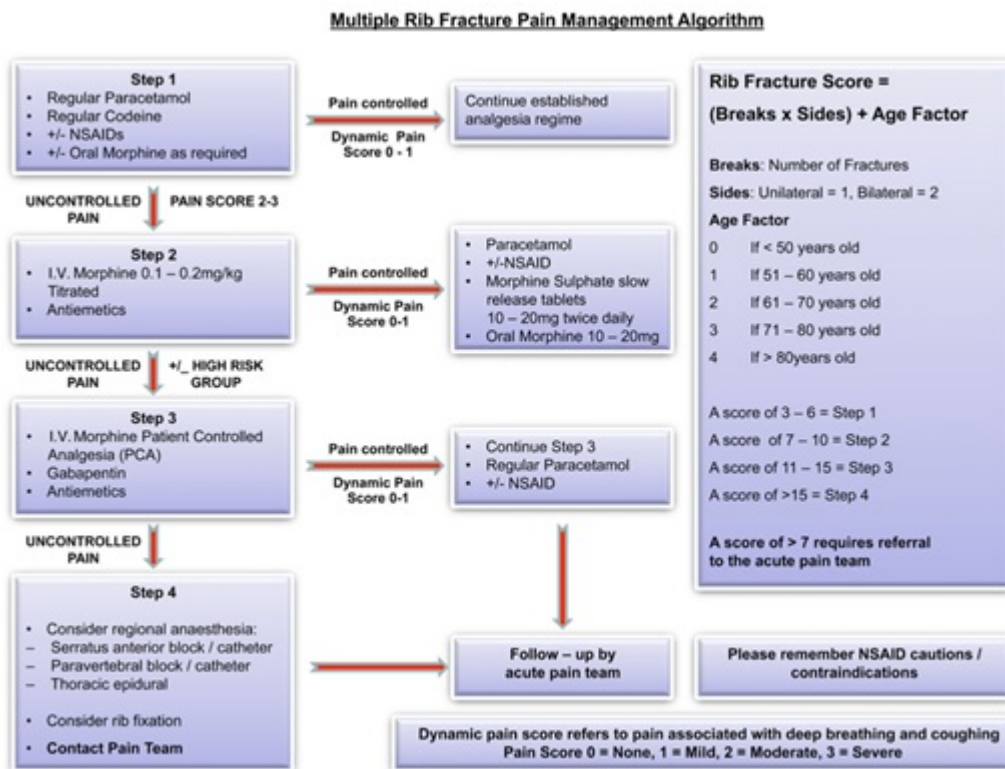 Multiple Rib Fracture Pain Management Algorithm
Step 1
• Regular Paracetamol
• Regular Codeine
• +/- NSAIDs
• +/- Oral Morphine as required
Pain controlled
Dynamic Pain
Score 0 - 1
Continue established
analgesia regime
UNCONTROLLED
PAIN
PAIN SCORE 2-3
Step 2
• I.V. Morphine 0.1 – 0.2mg/kg
Titrated
• Antiemetics
Pain controlled
Dynamic Pain
Score 0-1
• Paracetamol
• +/-NSAID
• Morphine Sulphate slow
release tablets
10 – 20mg twice daily
• Oral Morphine 10 – 20mg
UNCONTROLLED
PAIN
+/_ HIGH RISK
GROUP
Step 3
• I.V. Morphine Patient Controlled
Analgesia (PCA)
• Gabapentin
• Antiemetics
Pain controlled
Dynamic Pain
Score 0-1
• Continue Step 3
• Regular Paracetamol
• +/- NSAID
UNCONTROLLED
PAIN
Step 4
• Consider regional anaesthesia:
– Serratus anterior block / catheter
– Paravertebral block / catheter
– Thoracic epidural
• Consider rib fixation
• Contact Pain Team
Follow – up by
acute pain team
Rib Fracture Score =
(Breaks x Sides) + Age Factor
Breaks: Number of Fractures
Sides: Unilateral = 1, Bilateral = 2
Age Factor
0 If < 50 years old
1 If 51 – 60 years old
2 If 61 – 70 years old
3 If 71 – 80 years old
4 If > 80years old
A score of 3 – 6 = Step 1
A score of 7 – 10 = Step 2
A score of 11 – 15 = Step 3
A score of >15 = Step 4
A score of > 7 requires referral
to the acute pain team
Please remember NSAID cautions /
contraindications
Dynamic pain score refers to pain associated with deep breathing and coughing
Pain Score 0 = None, 1 = Mild, 2 = Moderate, 3 = Severe